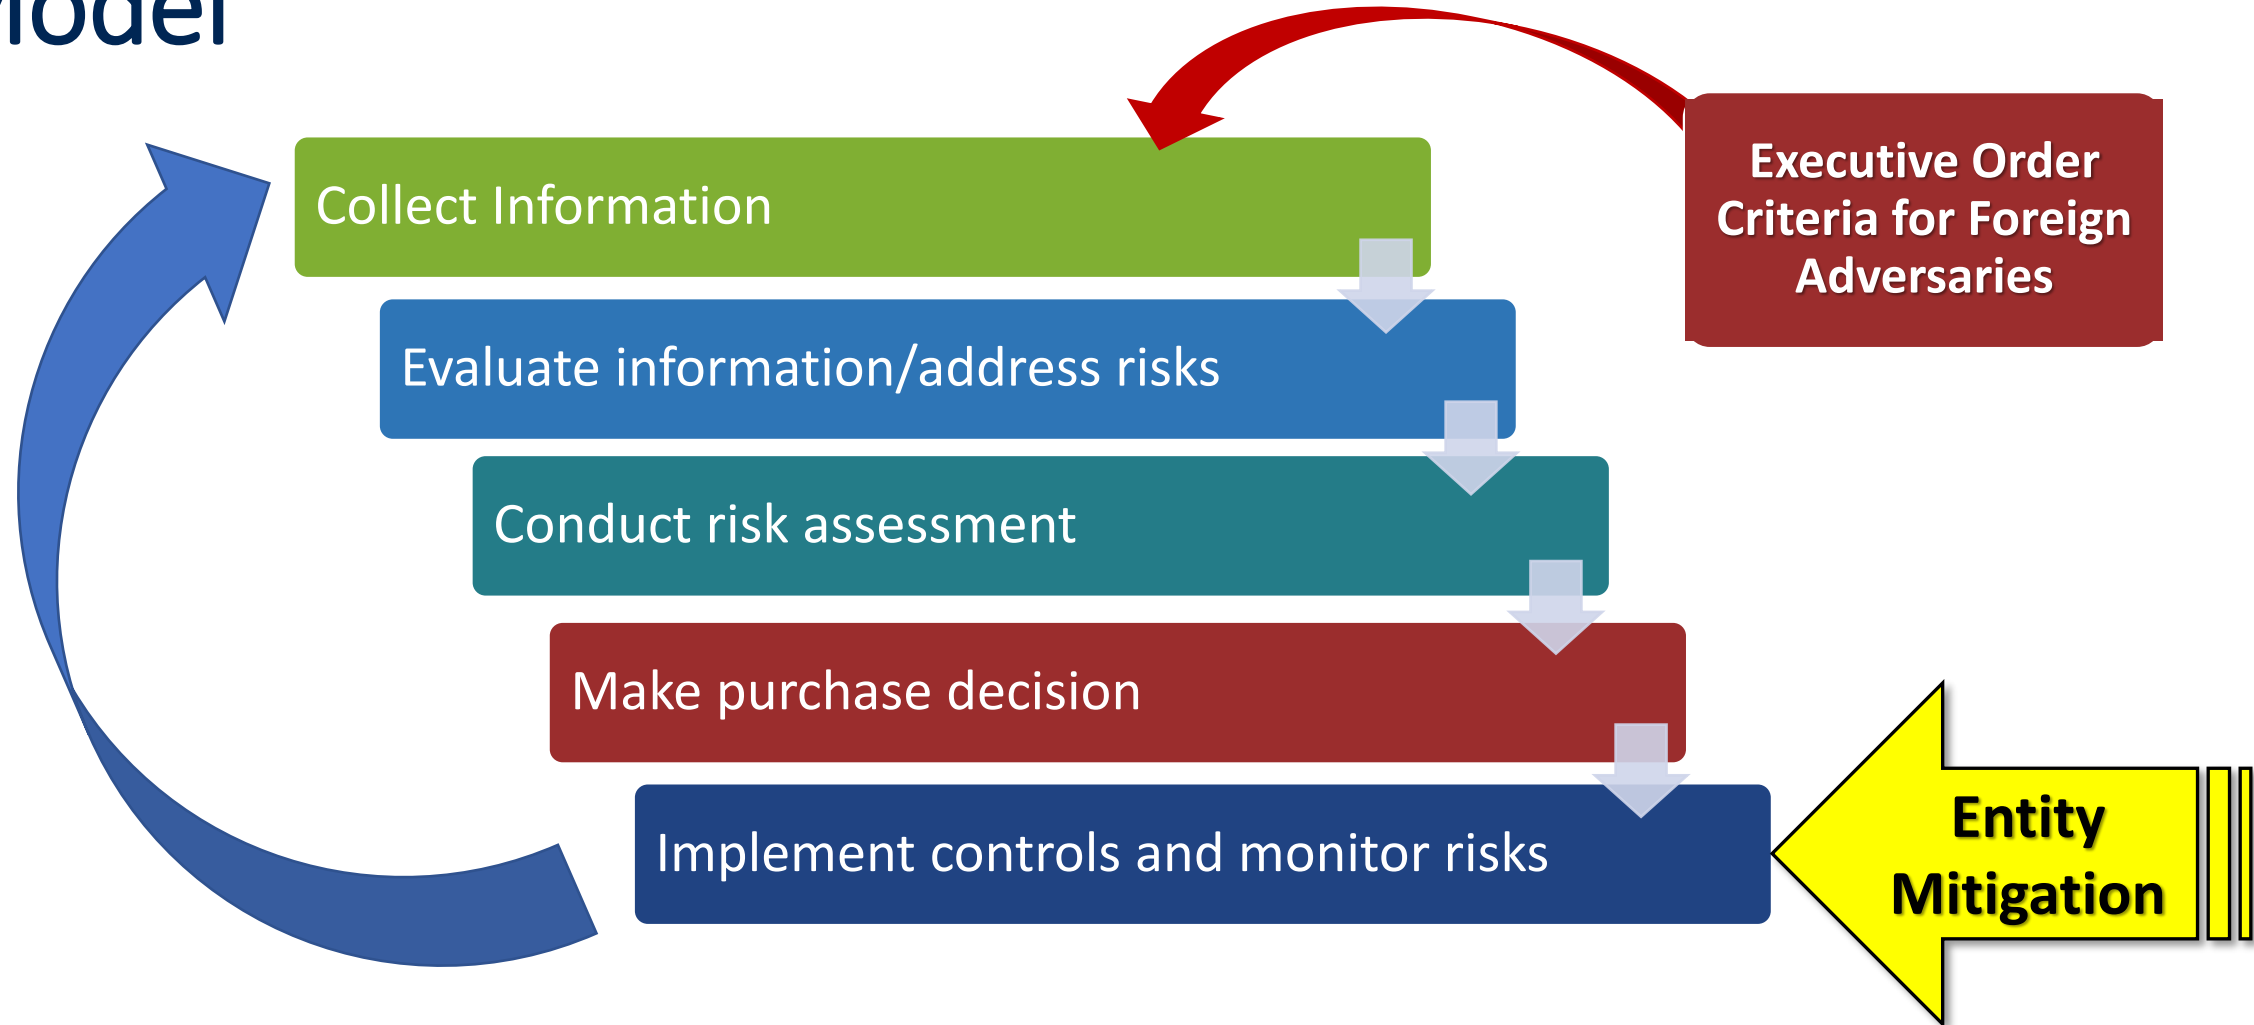 Model
Collect Information
Executive Order
Criteria for Foreign
Adversaries
Evaluate information/address risks
Conduct risk assessment
Make purchase decision
Implement controls and monitor risks
Entity
Mitigation